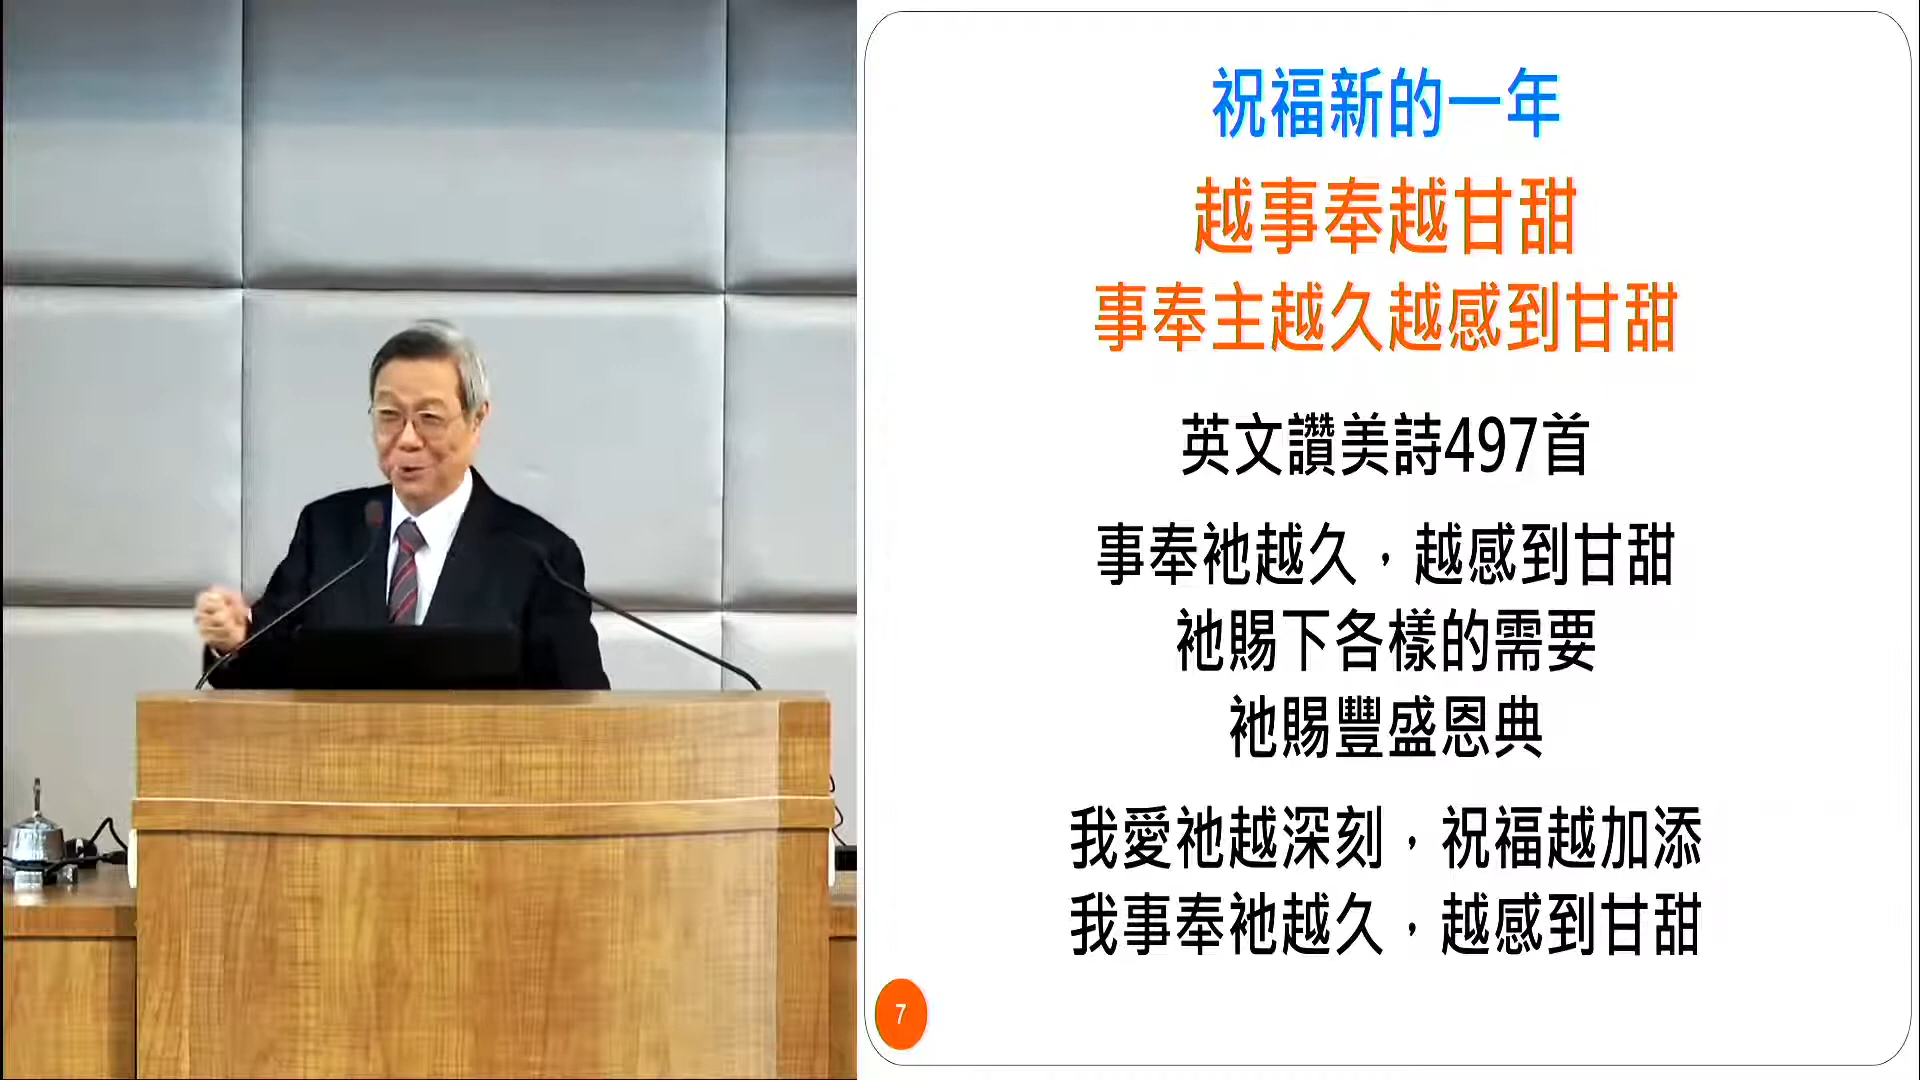 祝福新的一年
越事奉越甘甜
事奉主越久越感到甘甜
英文讚美詩497首
事奉祂越久，越感到甘甜
祂賜下各樣的需要
祂賜豐盛恩典
我愛祂越深刻，祝福越加添
我事奉祂越久，越感到甘甜
7